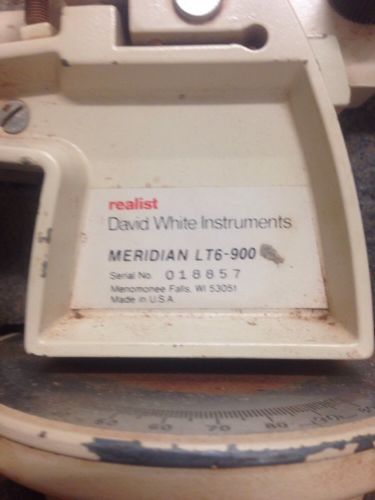 realist
David White Instruments
MERIDIAN LT6-900
Serial No. 018857
Menomonee Falls, WI 53051
Made in U.S.A.
60 70 80